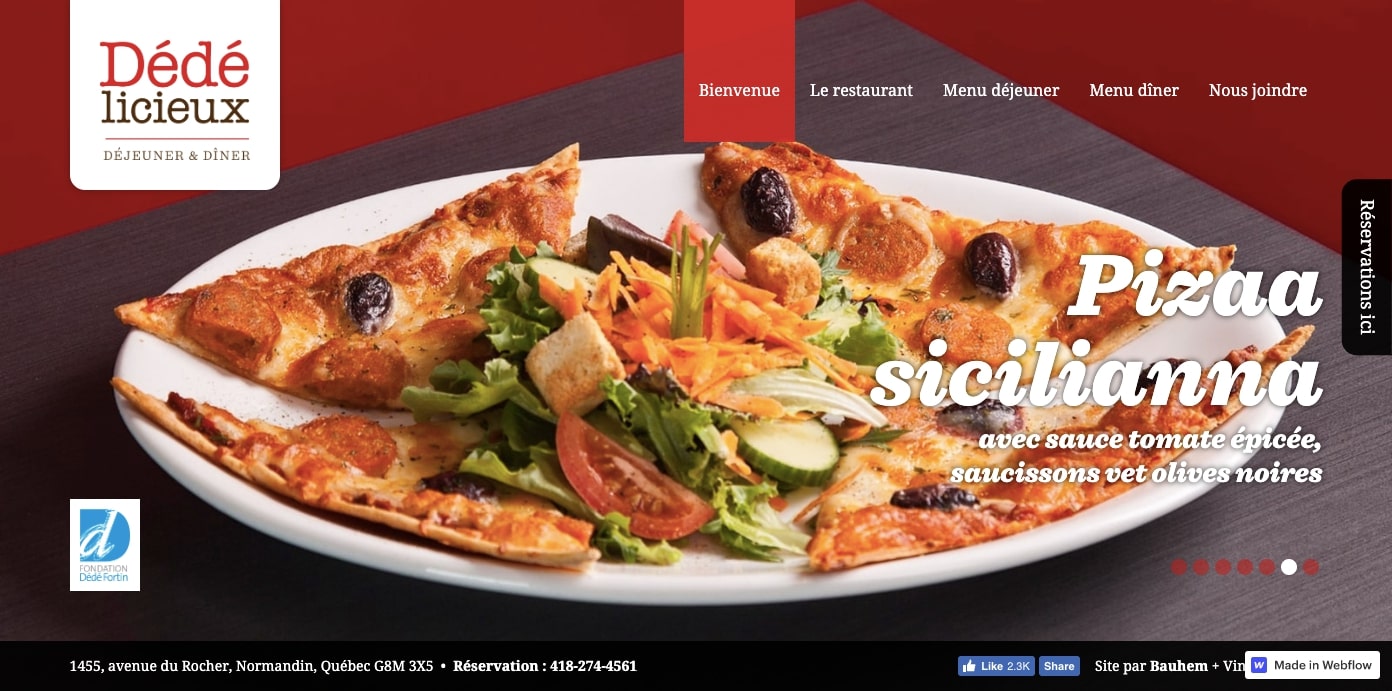 Dédé
licieux
DÉJEUNER & DÎNER
Bienvenue Le restaurant Menu déjeuner Menu dîner Nous joindre
Réservations ici
Pizaa
sicilianna
avec sauce tomate épicée,
saucissons vet olives noires
d
FONDATION
Dédé Fortin
1455, avenue du Rocher, Normandin, Québec G8M 3X5 • Réservation : 418-274-4561
Like 2.3K Share Site par Bauhem + Vin
Made in Webflow